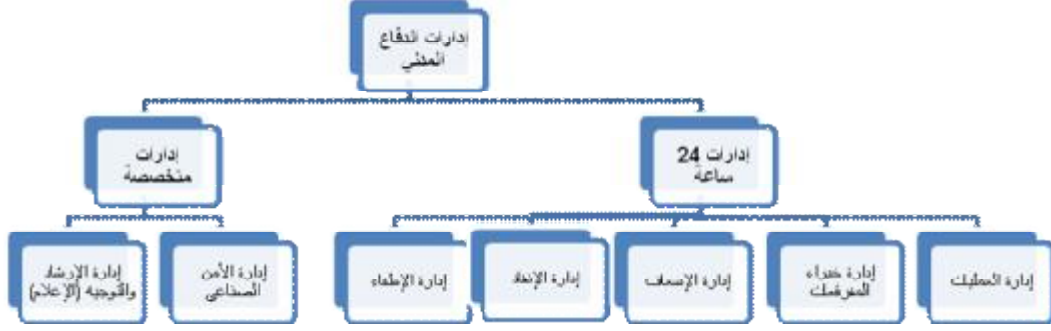 إدارات الدفاع
المدني
إدارات 24
ساعة
إدارات
متخصصة
إدارة العمليات
إدارة خبراء
المفرقعات
إدارة الإسعاف
إدارة الإنقاذ
إدارة الإطفاء
إدارة الأمن
الصناعي
إدارة الإرشاد
والتوجيه (الإعلام)